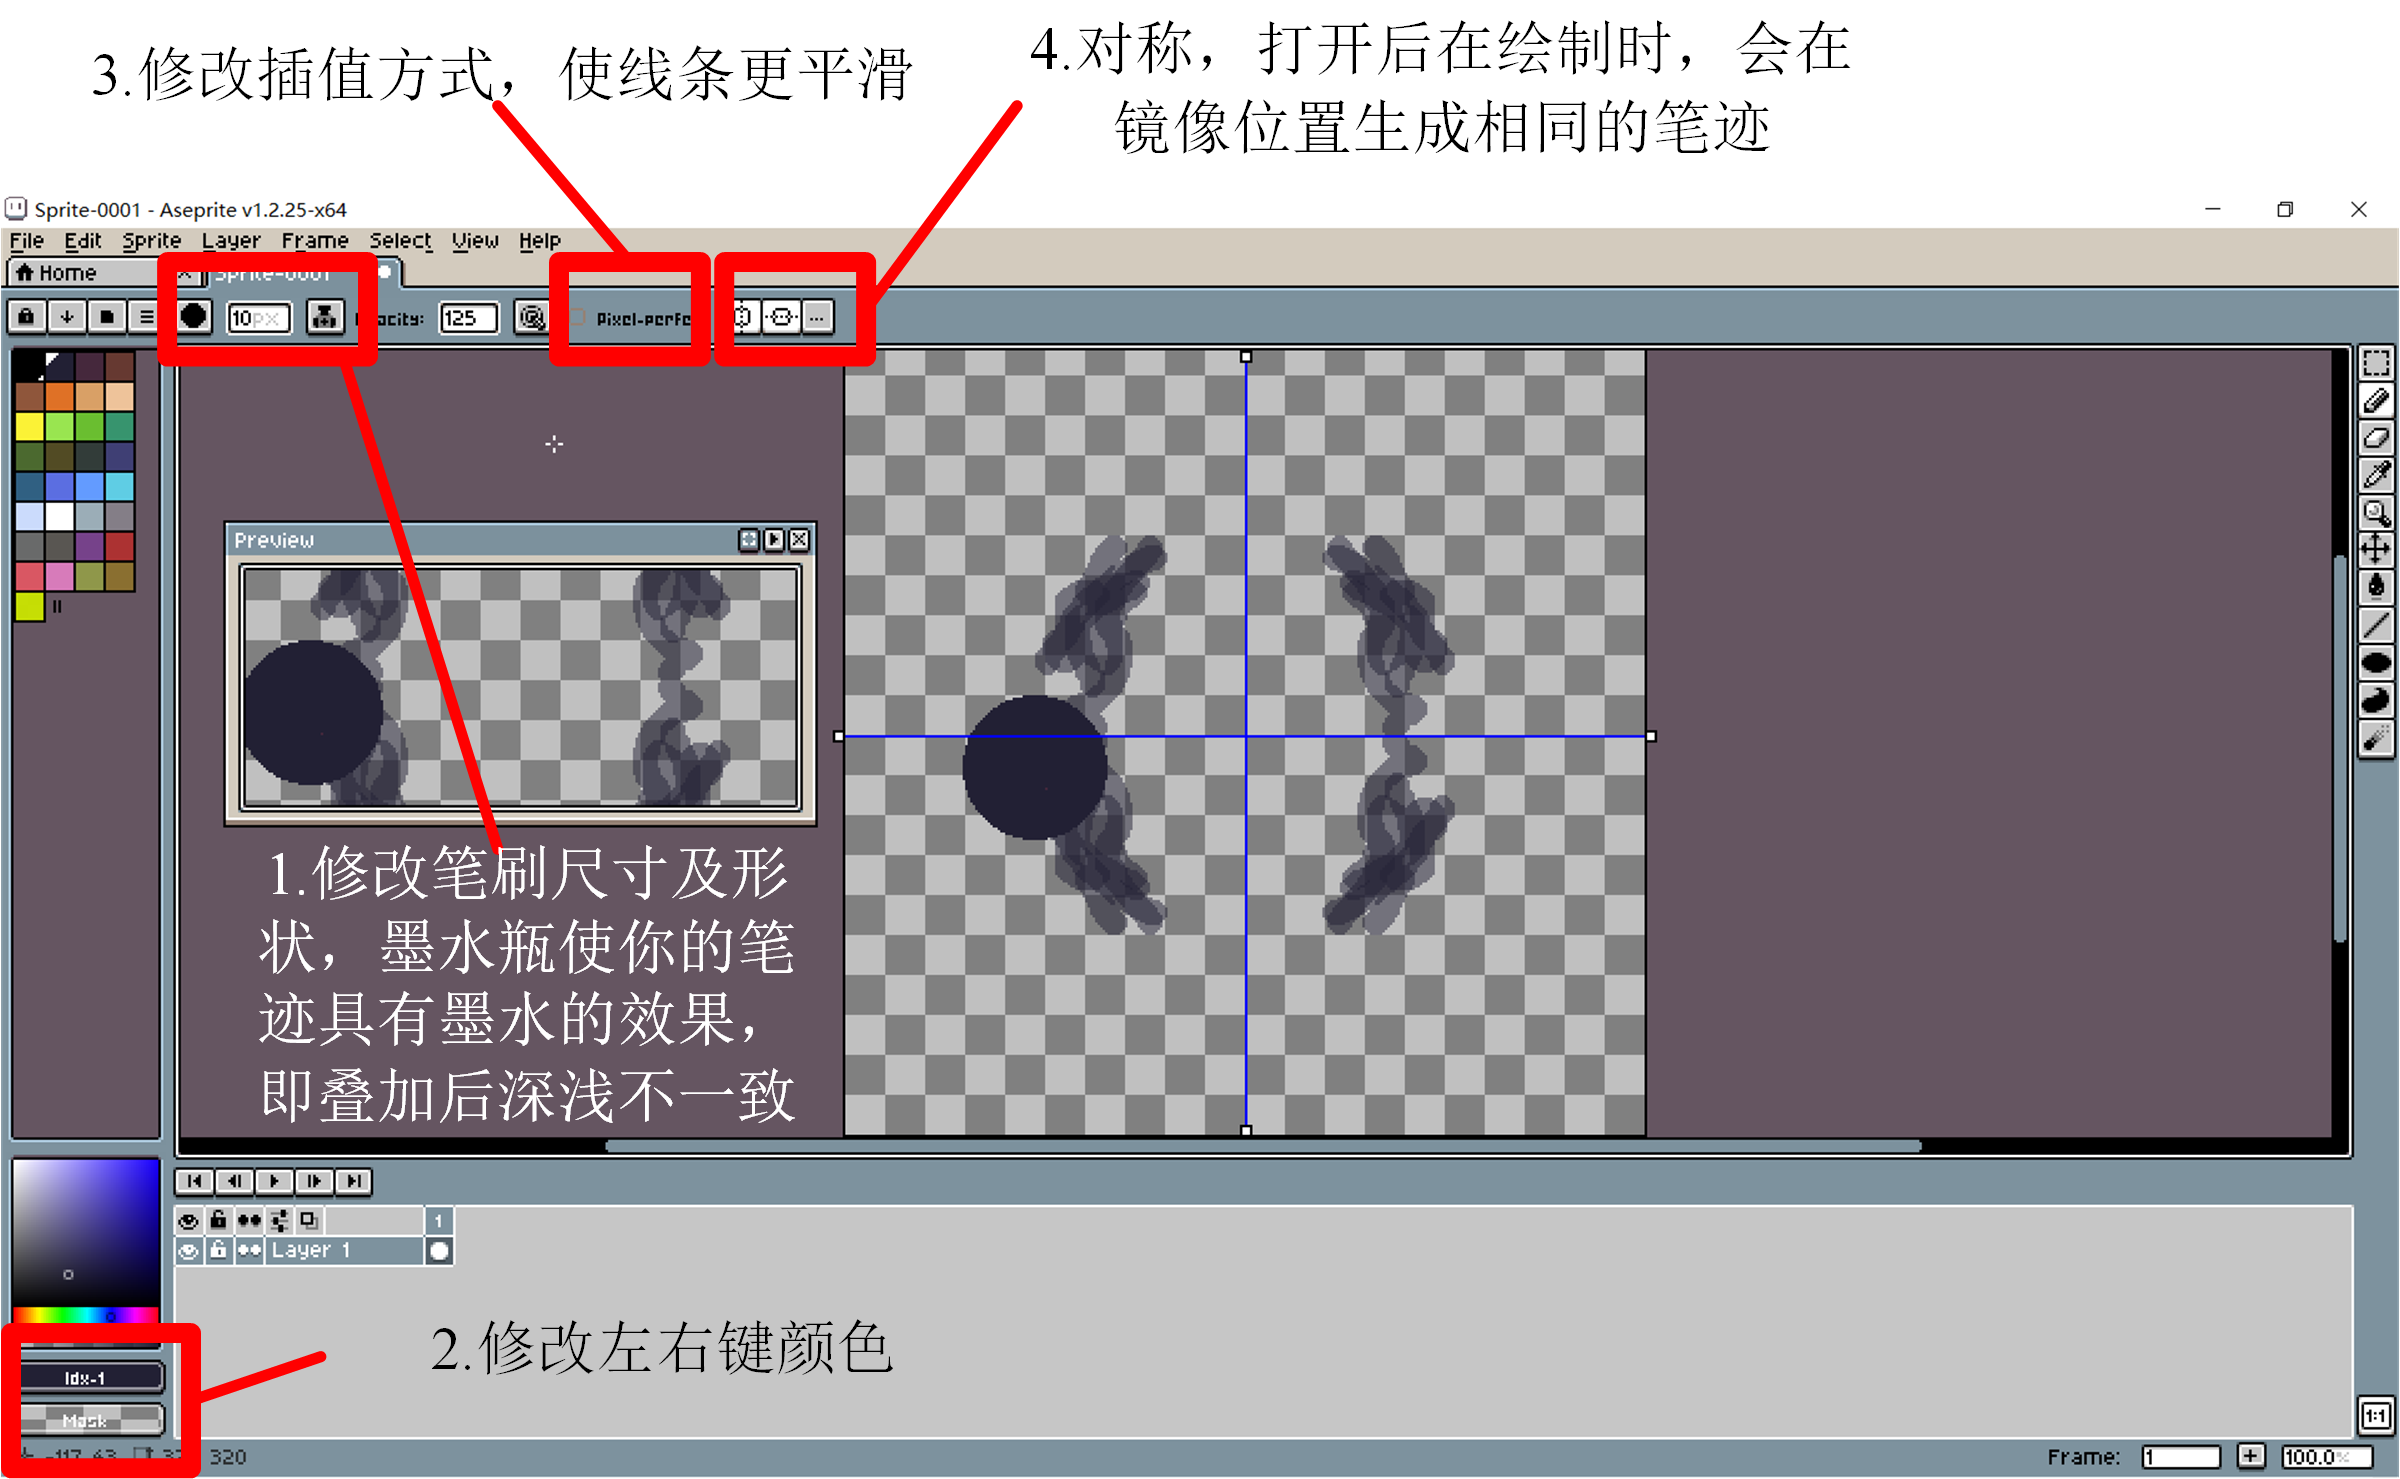 3.修改插值方式，使线条更平滑
4.对称，打开后在绘制时，会在
镜像位置生成相同的笔迹
Sprite-0001 - Aseprite v1.2.25-x64
File Edit Sprite Layer Frame Select View Help
Home Sprite-0001
10px acity: 125 Pixel-perfe
Preview
1.修改笔刷尺寸及形
状，墨水瓶使你的笔
迹具有墨水的效果，
即叠加后深浅不一致
1
Layer 1
2.修改左右键颜色
Idx-1
Mask
320
1:1
Frame: 1 + 100.0%